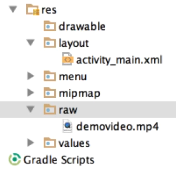 res
drawable
layout
activity_main.xml
menu
mipmap
raw
demovideo.mp4
values
Gradle Scripts